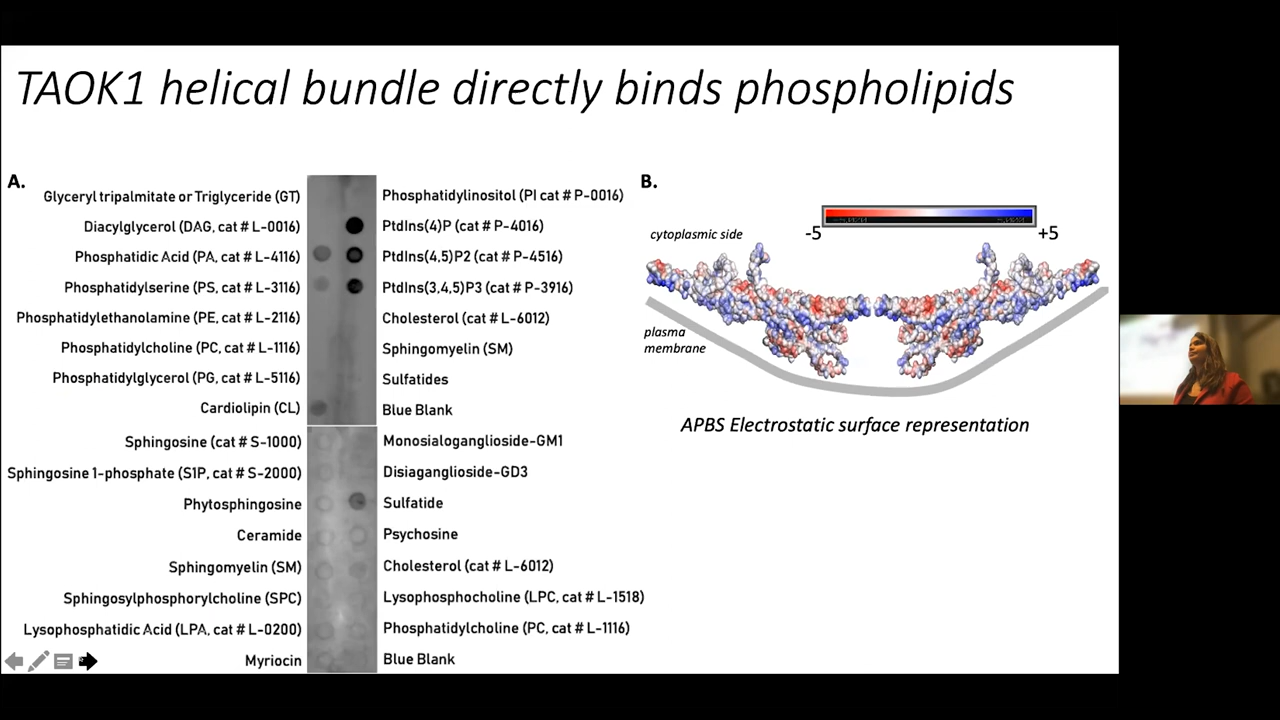 TAOK1 helical bundle directly binds phospholipids
A.
Glyceryl tripalmitate or Triglyceride (GT)
Diacylglycerol (DAG, cat # L-0016)
Phosphatidic Acid (PA, cat # L-4116)
Phosphatidylserine (PS, cat # L-3116)
Phosphatidylethanolamine (PE, cat # L-2116)
Phosphatidylcholine (PC, cat # L-1116)
Phosphatidylglycerol (PG, cat # L-5116)
Cardiolipin (CL)
Sphingosine (cat # S-1000)
Sphingosine 1-phosphate (S1P, cat # S-2000)
Phytosphingosine
Ceramide
Sphingomyelin (SM)
Sphingosylphosphorylcholine (SPC)
Lysophosphatidic Acid (LPA, cat # L-0200)
Myriocin
Phosphatidylinositol (PI cat # P-0016)
PtdIns(4)P (cat # P-4016)
PtdIns(4,5)P2 (cat # P-4516)
PtdIns(3,4,5)P3 (cat # P-3916)
Cholesterol (cat # L-6012)
Sphingomyelin (SM)
Sulfatides
Blue Blank
Monosialoganglioside-GM1
Disiaganglioside-GD3
Sulfatide
Psychosine
Cholesterol (cat # L-6012)
Lysophosphocholine (LPC, cat # L-1518)
Phosphatidylcholine (PC, cat # L-1116)
Blue Blank
B.
-5
+5
cytoplasmic side
plasma
membrane
APBS Electrostatic surface representation